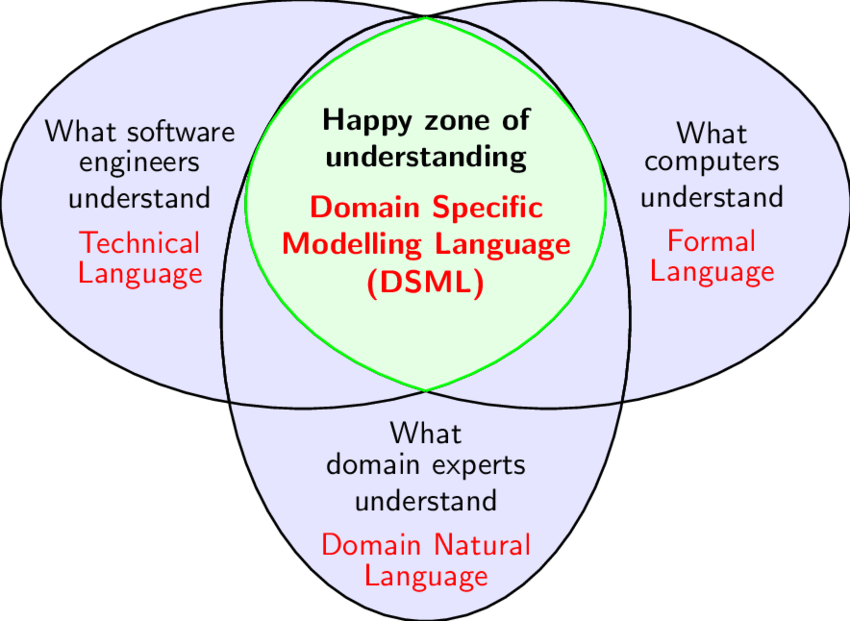 What software
engineers
understand
Technical
Language
Happy zone of
understanding
Domain Specific
Modelling Language
(DSML)
What
computers
understand
Formal
Language
What
domain experts
understand
Domain Natural
Language